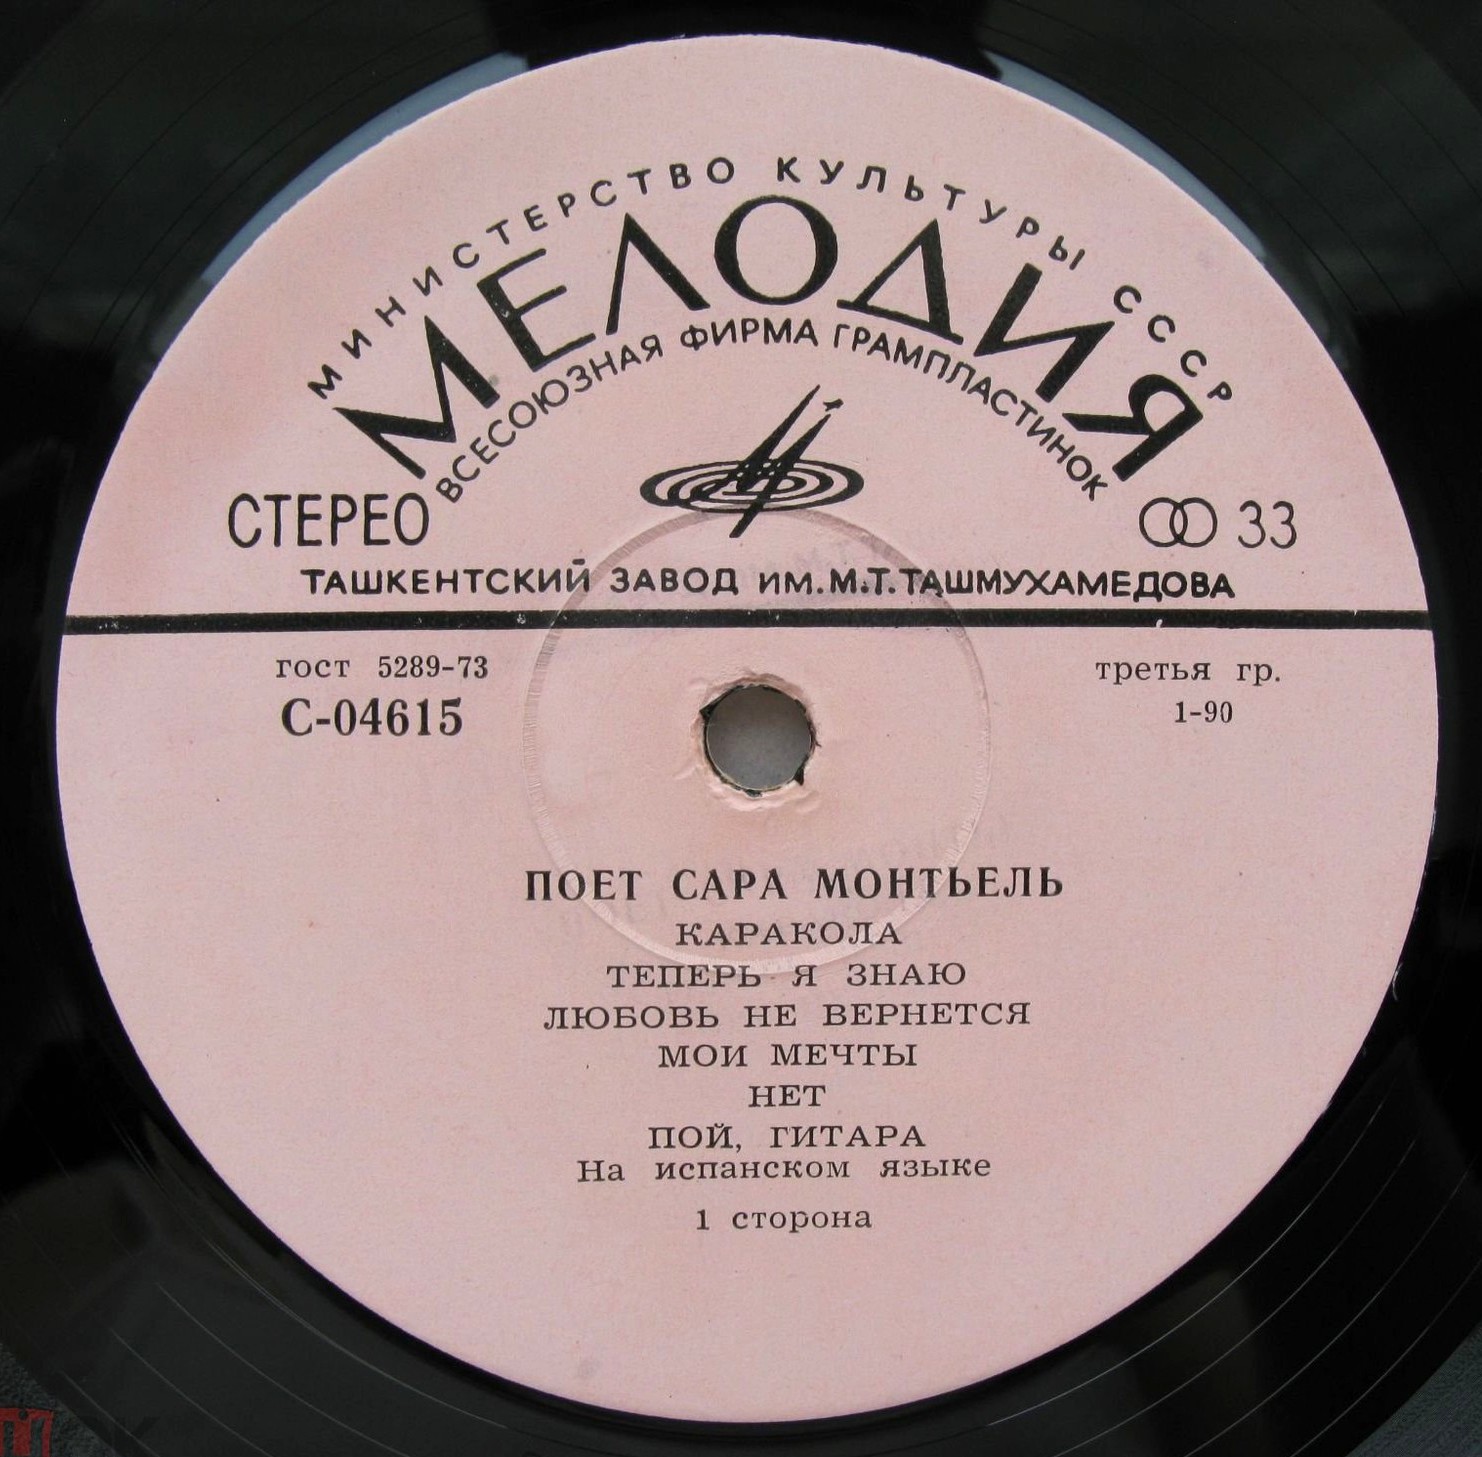 МИНИСТЕРСТВО КУЛЬТУРЫ СССР
МЕЛОДИЯ
ВСЕСОЮЗНАЯ ФИРМА ГРАМПЛАСТИНОК
СТЕРЕО
33
ТАШКЕНТСКИЙ ЗАВОД ИМ.М.Т.ТАШМУХАМЕДОВА
гост 5289-73
третья гр.
С-04615
1-90
ПОЕТ САРА МОНТЬЕЛЬ
КАРАКОЛА
ТЕПЕРЬ Я ЗНАЮ
ЛЮБОВЬ НЕ ВЕРНЕТСЯ
МОИ МЕЧТЫ
НЕТ
ПОЙ, ГИТАРА
На испанском языке
1 сторона